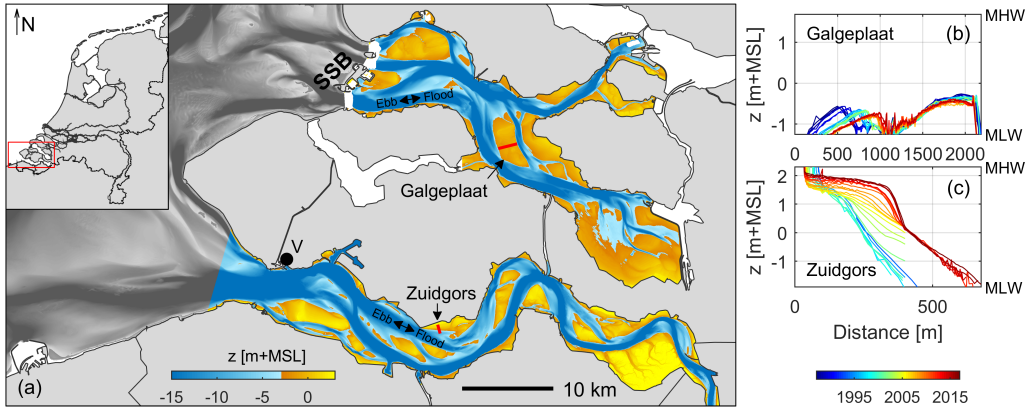 N
SSB
Ebb Flood
Galgeplaat
V
Zuidgors
Ebb Flood
z [m+MSL]
(a)
-15 -10 -5 0
10 km
MHW
1
Galgeplaat
(b)
0
z [m+MSL]
-1
MLW
0 500 1000 1500 2000
MHW
2
(c)
1
z [m+MSL]
0
-1
Zuidgors
MLW
0 500
Distance [m]
1995 2005 2015